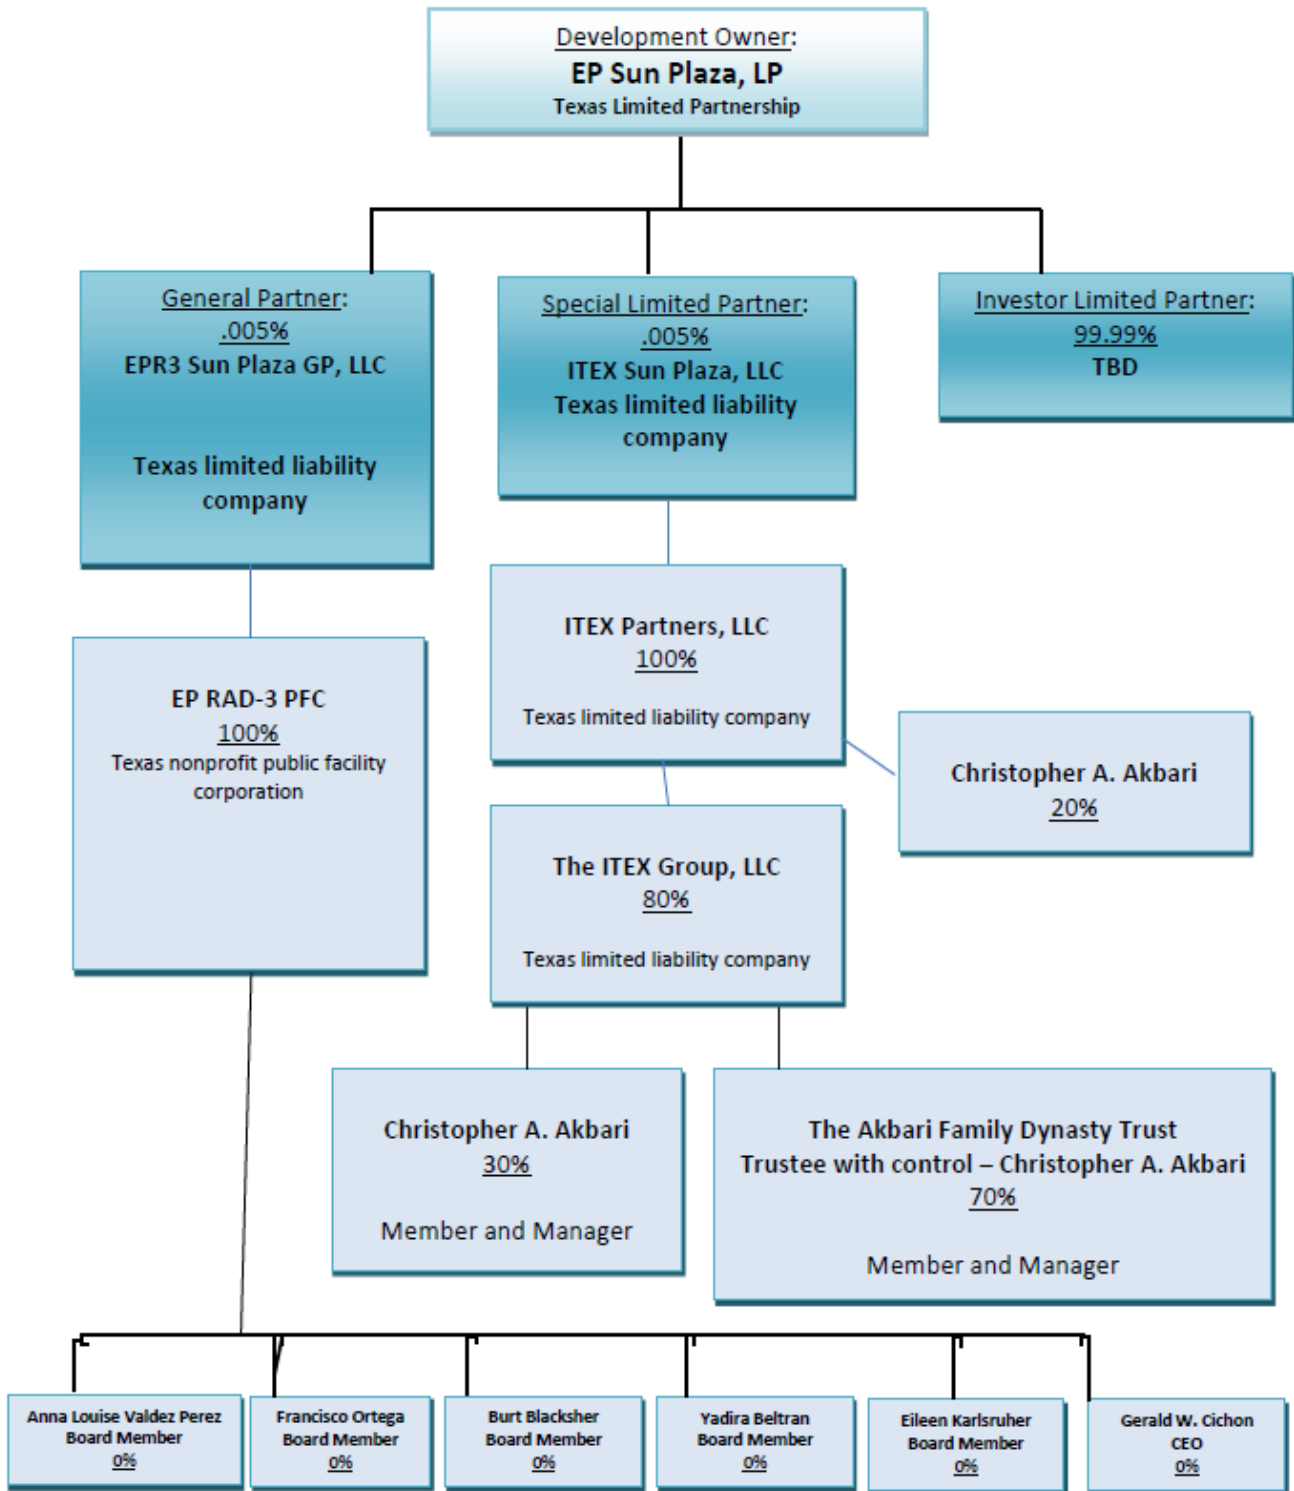 Development Owner:
EP Sun Plaza, LP
Texas Limited Partnership
General Partner:
.005%
EPR3 Sun Plaza GP, LLC
Texas limited liability
company
Special Limited Partner:
.005%
ITEX Sun Plaza, LLC
Texas limited liability
company
Investor Limited Partner:
99.99%
TBD
EP RAD-3 PFC
100%
Texas nonprofit public facility
corporation
ITEX Partners, LLC
100%
Texas limited liability company
Christopher A. Akbari
20%
The ITEX Group, LLC
80%
Texas limited liability company
Christopher A. Akbari
30%
Member and Manager
The Akbari Family Dynasty Trust
Trustee with control – Christopher A. Akbari
70%
Member and Manager
Anna Louise Valdez Perez
Board Member
0%
Francisco Ortega
Board Member
0%
Burt Blacksher
Board Member
0%
Yadira Beltran
Board Member
0%
Eileen Karlsruher
Board Member
0%
Gerald W. Cichon
CEO
0%